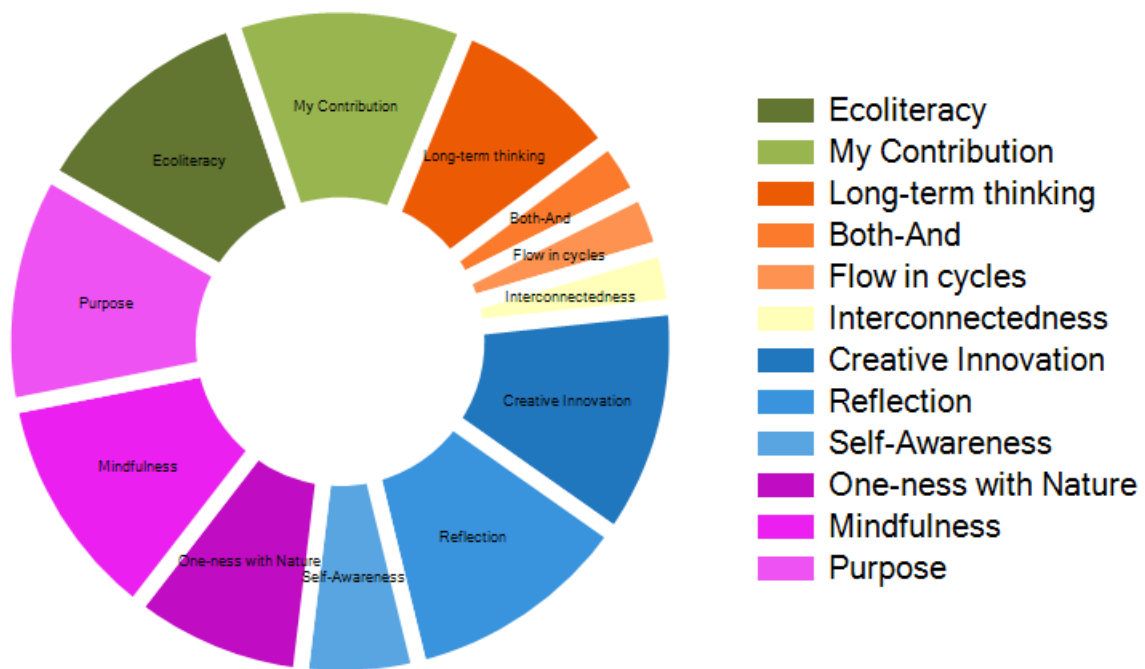 My Contribution
Long-term thinking
Ecoliteracy
Both-And
Flow in cycles
Interconnectedness
Purpose
Creative Innovation
Mindfulness
Reflection
One-ness with Nature
Self-Awareness
Ecoliteracy
My Contribution
Long-term thinking
Both-And
Flow in cycles
Interconnectedness
Creative Innovation
Reflection
Self-Awareness
One-ness with Nature
Mindfulness
Purpose